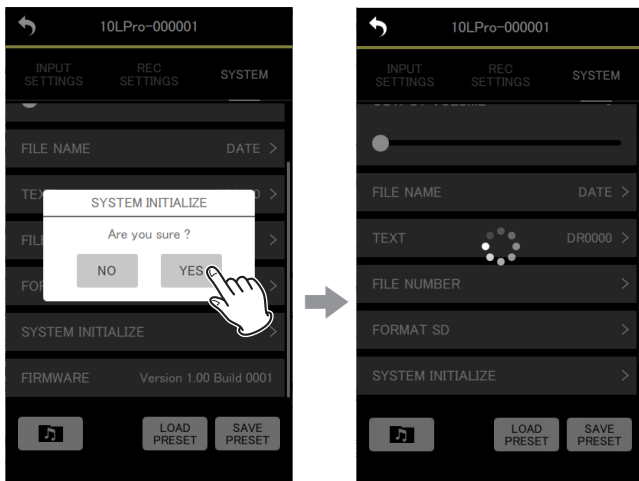 10LPro-000001
INPUT SETTINGS
REC SETTINGS
SYSTEM
FILE NAME DATE >
SYSTEM INITIALIZE
Are you sure ?
NO
YES
SYSTEM INITIALIZE >
FIRMWARE Version 1.00 Build 0001
LOAD PRESET
SAVE PRESET
10LPro-000001
INPUT SETTINGS
REC SETTINGS
SYSTEM
FILE NAME DATE >
TEXT DR0000 >
FILE NUMBER >
FORMAT SD >
SYSTEM INITIALIZE >
LOAD PRESET
SAVE PRESET